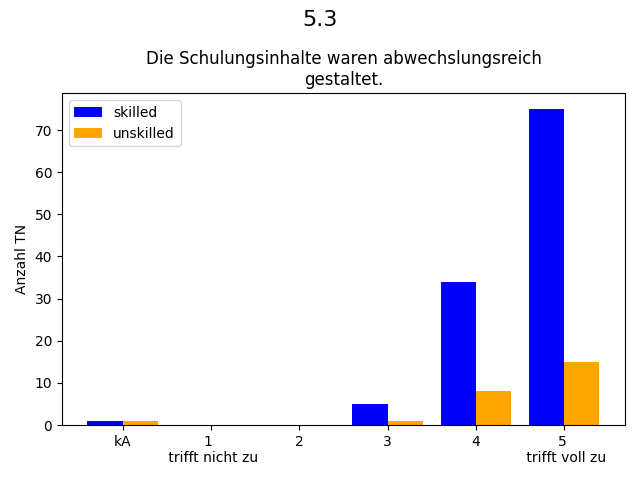 5.3
Die Schulungsinhalte waren abwechslungsreich
gestaltet.
skilled
unskilled
Anzahl TN
70
60
50
40
30
20
10
0
kA
1
2
3
4
5
trifft nicht zu
trifft voll zu